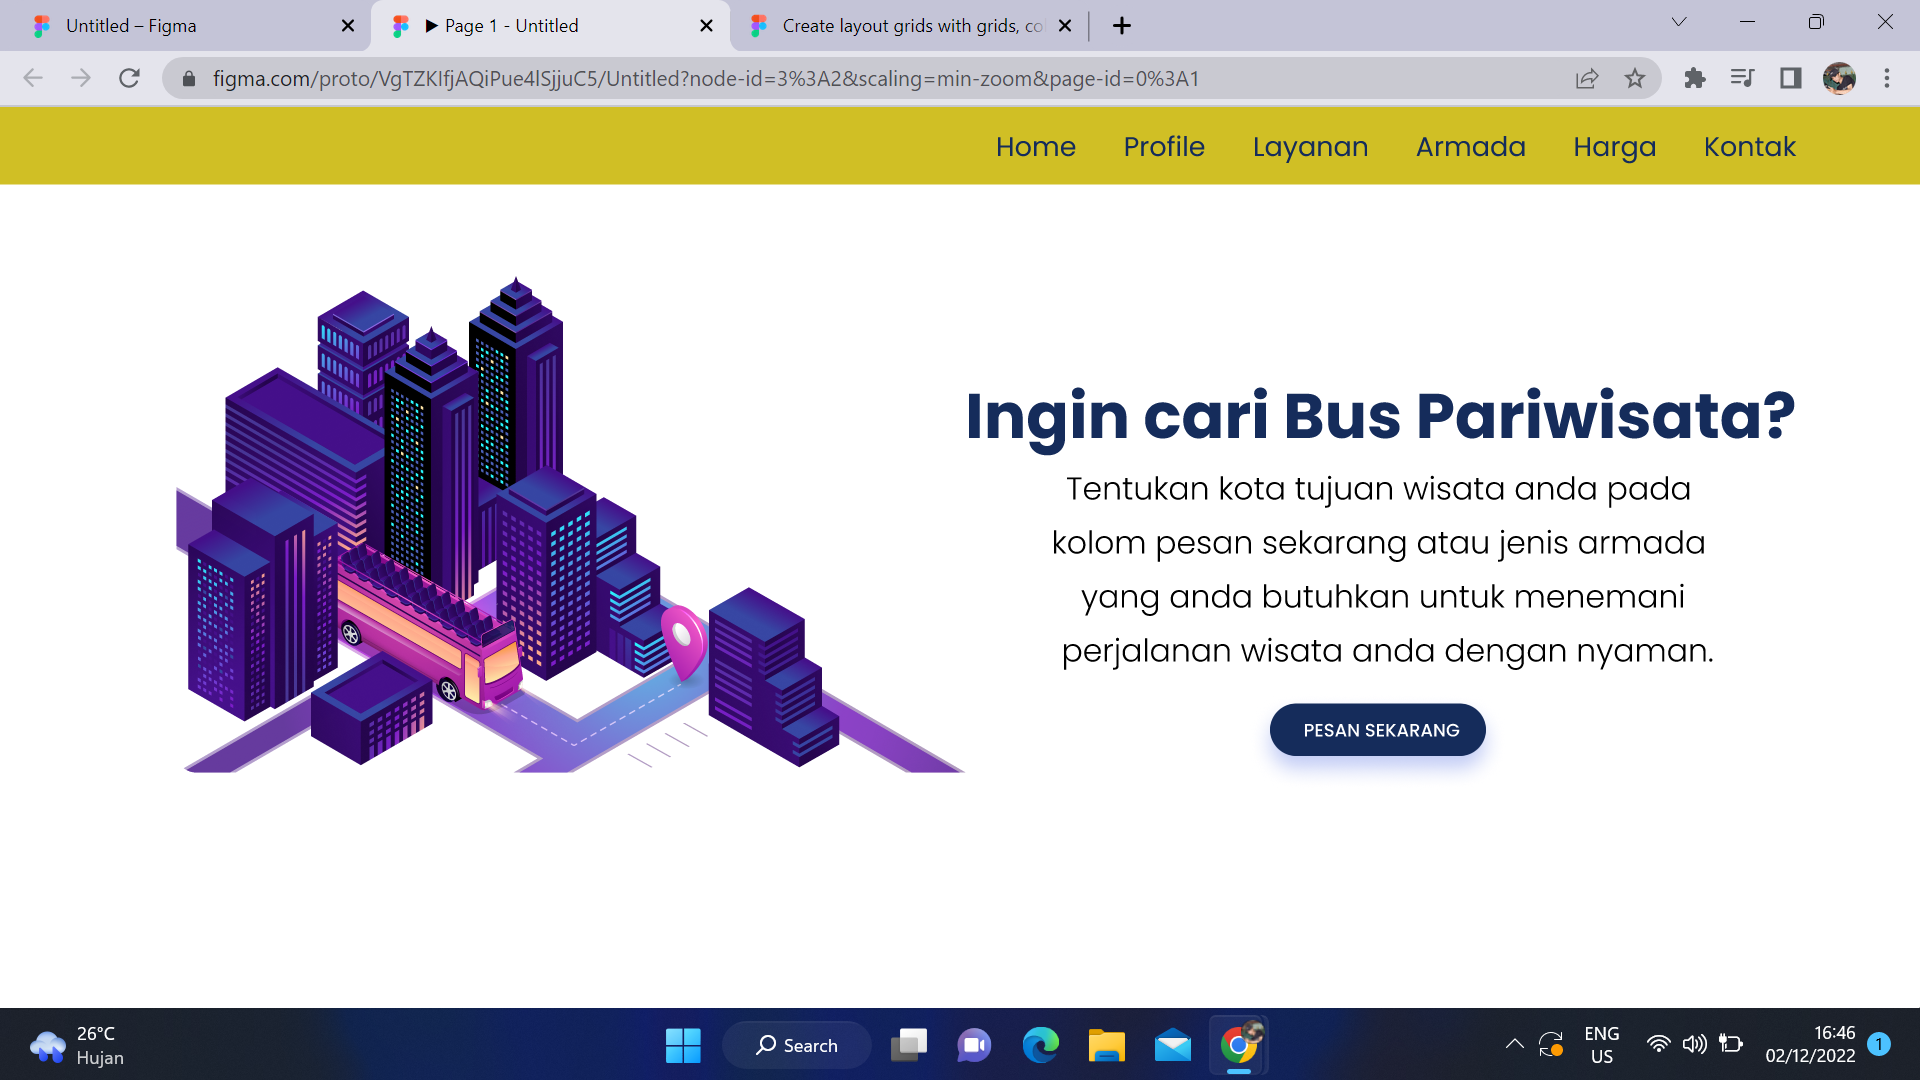 Untitled – Figma
▶ Page 1 - Untitled
Create layout grids with grids, co
figma.com/proto/VgTZKIfjAQiPue4lSjjuC5/Untitled?node-id=3%3A2&scaling=min-zoom&page-id=0%3A1
Home Profile Layanan Armada Harga Kontak
Ingin cari Bus Pariwisata?
Tentukan kota tujuan wisata anda pada
kolom pesan sekarang atau jenis armada
yang anda butuhkan untuk menemani
perjalanan wisata anda dengan nyaman.
PESAN SEKARANG
26°C
Hujan
Search
ENG
US
16:46
02/12/2022
1